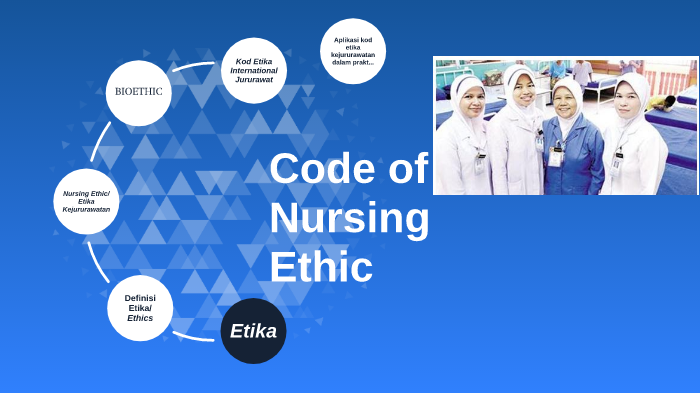 Aplikasi kod
etika
kejururawatan
dalam prakt...
Kod Etika
International
Jururawat
BIOETHIC
Nursing Ethic/
Etika
Kejururawatan
Definisi
Etika/
Ethics
Etika
Code of
Nursing
Ethic